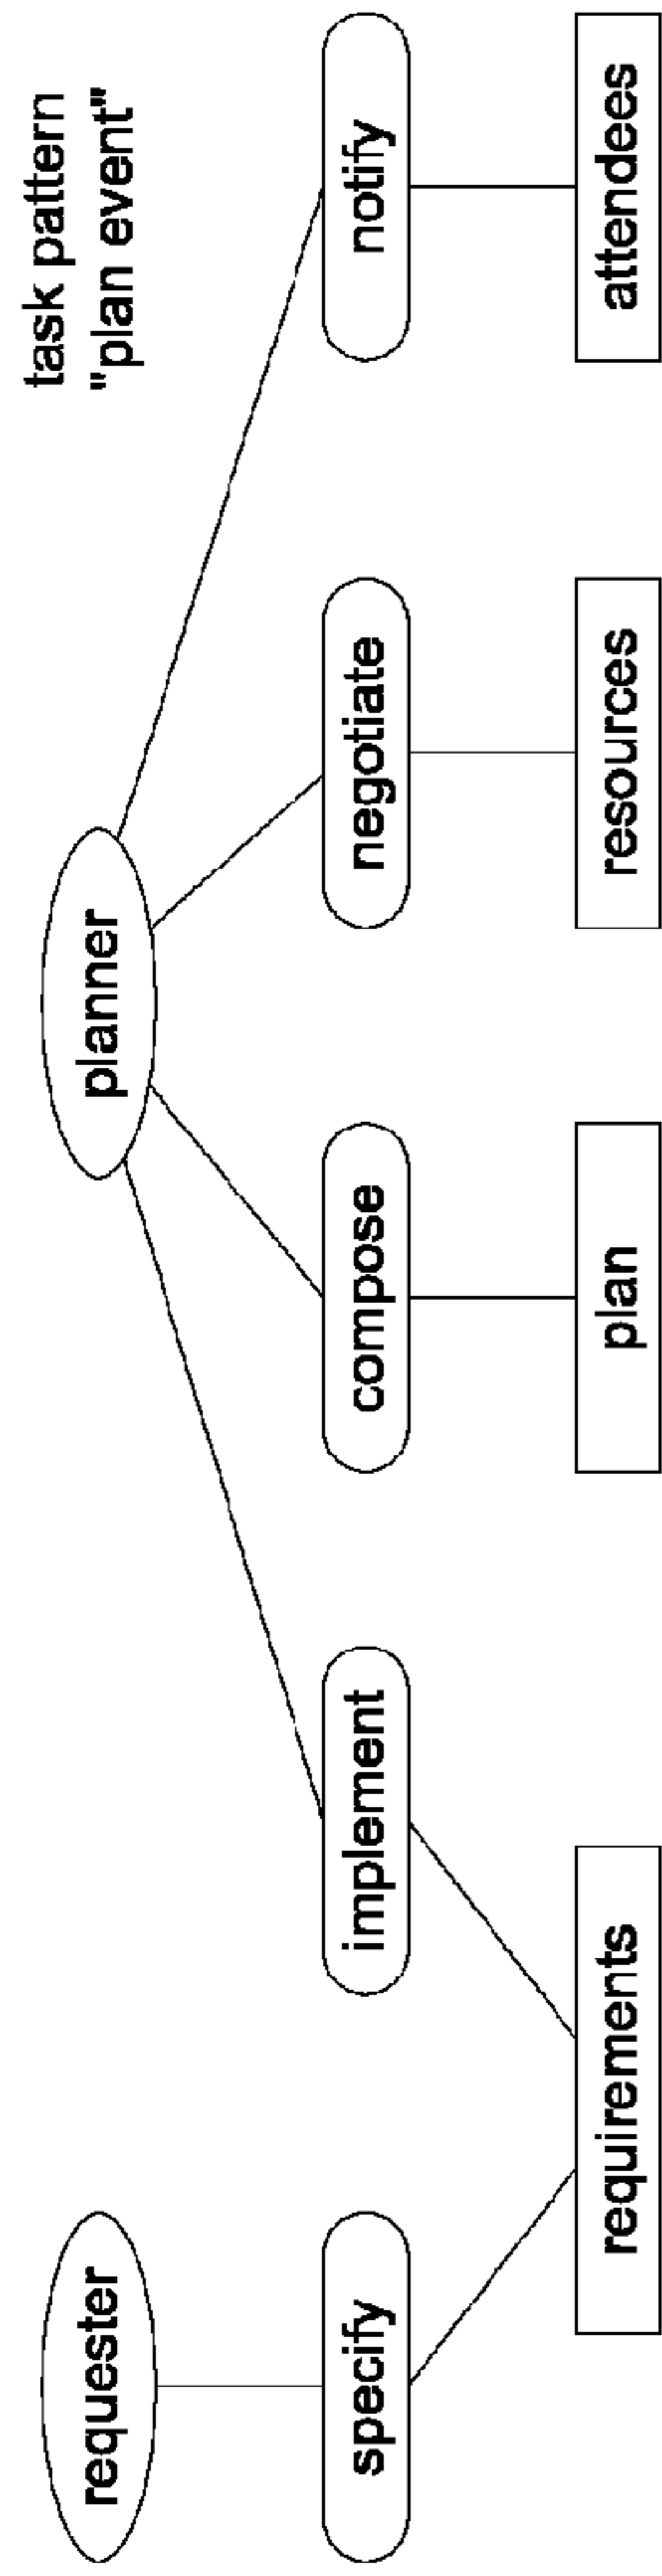 task pattern
"plan event"
requester
planner
specify
implement
compose
negotiate
notify
requirements
plan
resources
attendees